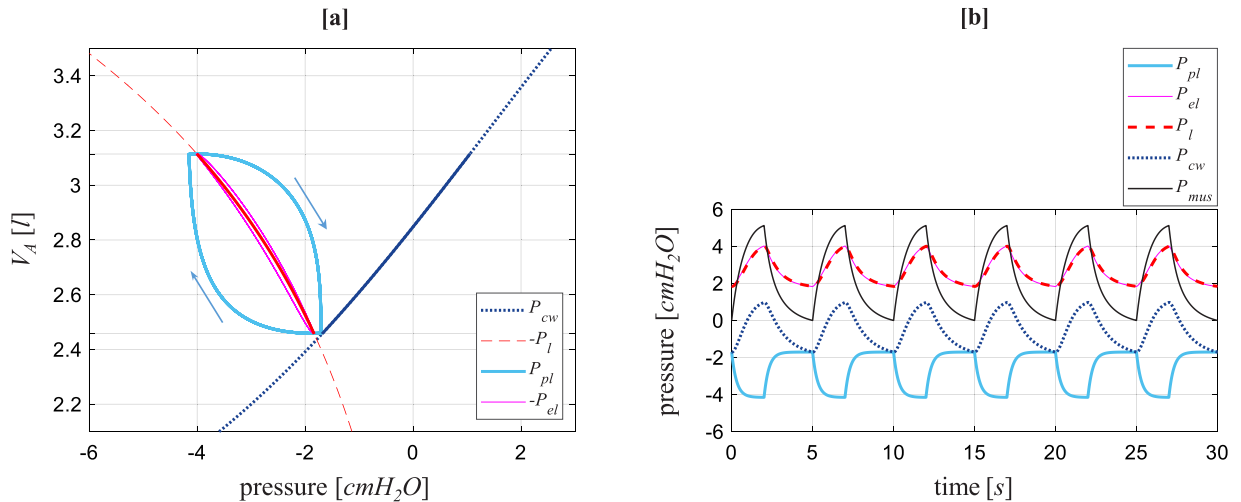 [a]
3.4
3.2
3
2.8
2.6
2.4
2.2
V_A [l]
P_cw
-P_l
P_pl
-P_el
-6
-4
-2
0
2
pressure [cmH_2O]
[b]
P_pl
P_el
P_l
P_cw
P_mus
6
4
2
0
-2
-4
-6
pressure [cmH_2O]
0
5
10
15
20
25
30
time [s]